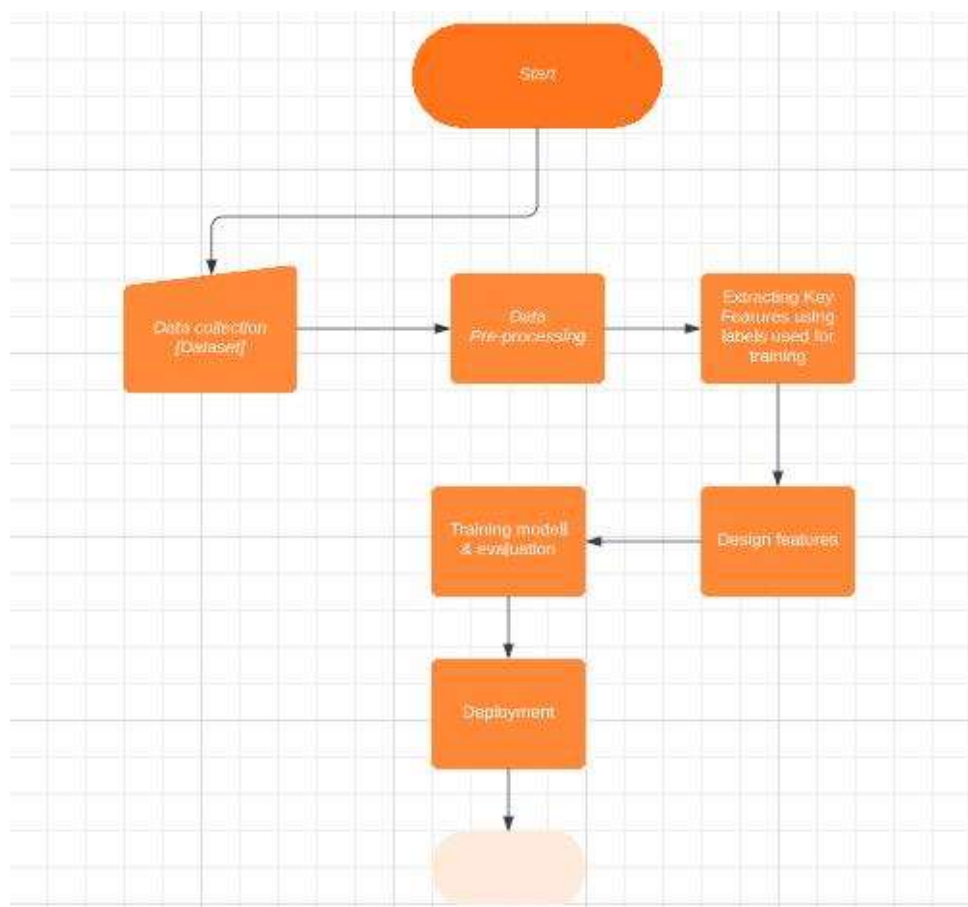 Start
Data collection
[Dataset]
Data
Pre-processing
Extracting Key
Features using
labels used for
training
Design features
Training modell
& evaluation
Deployment